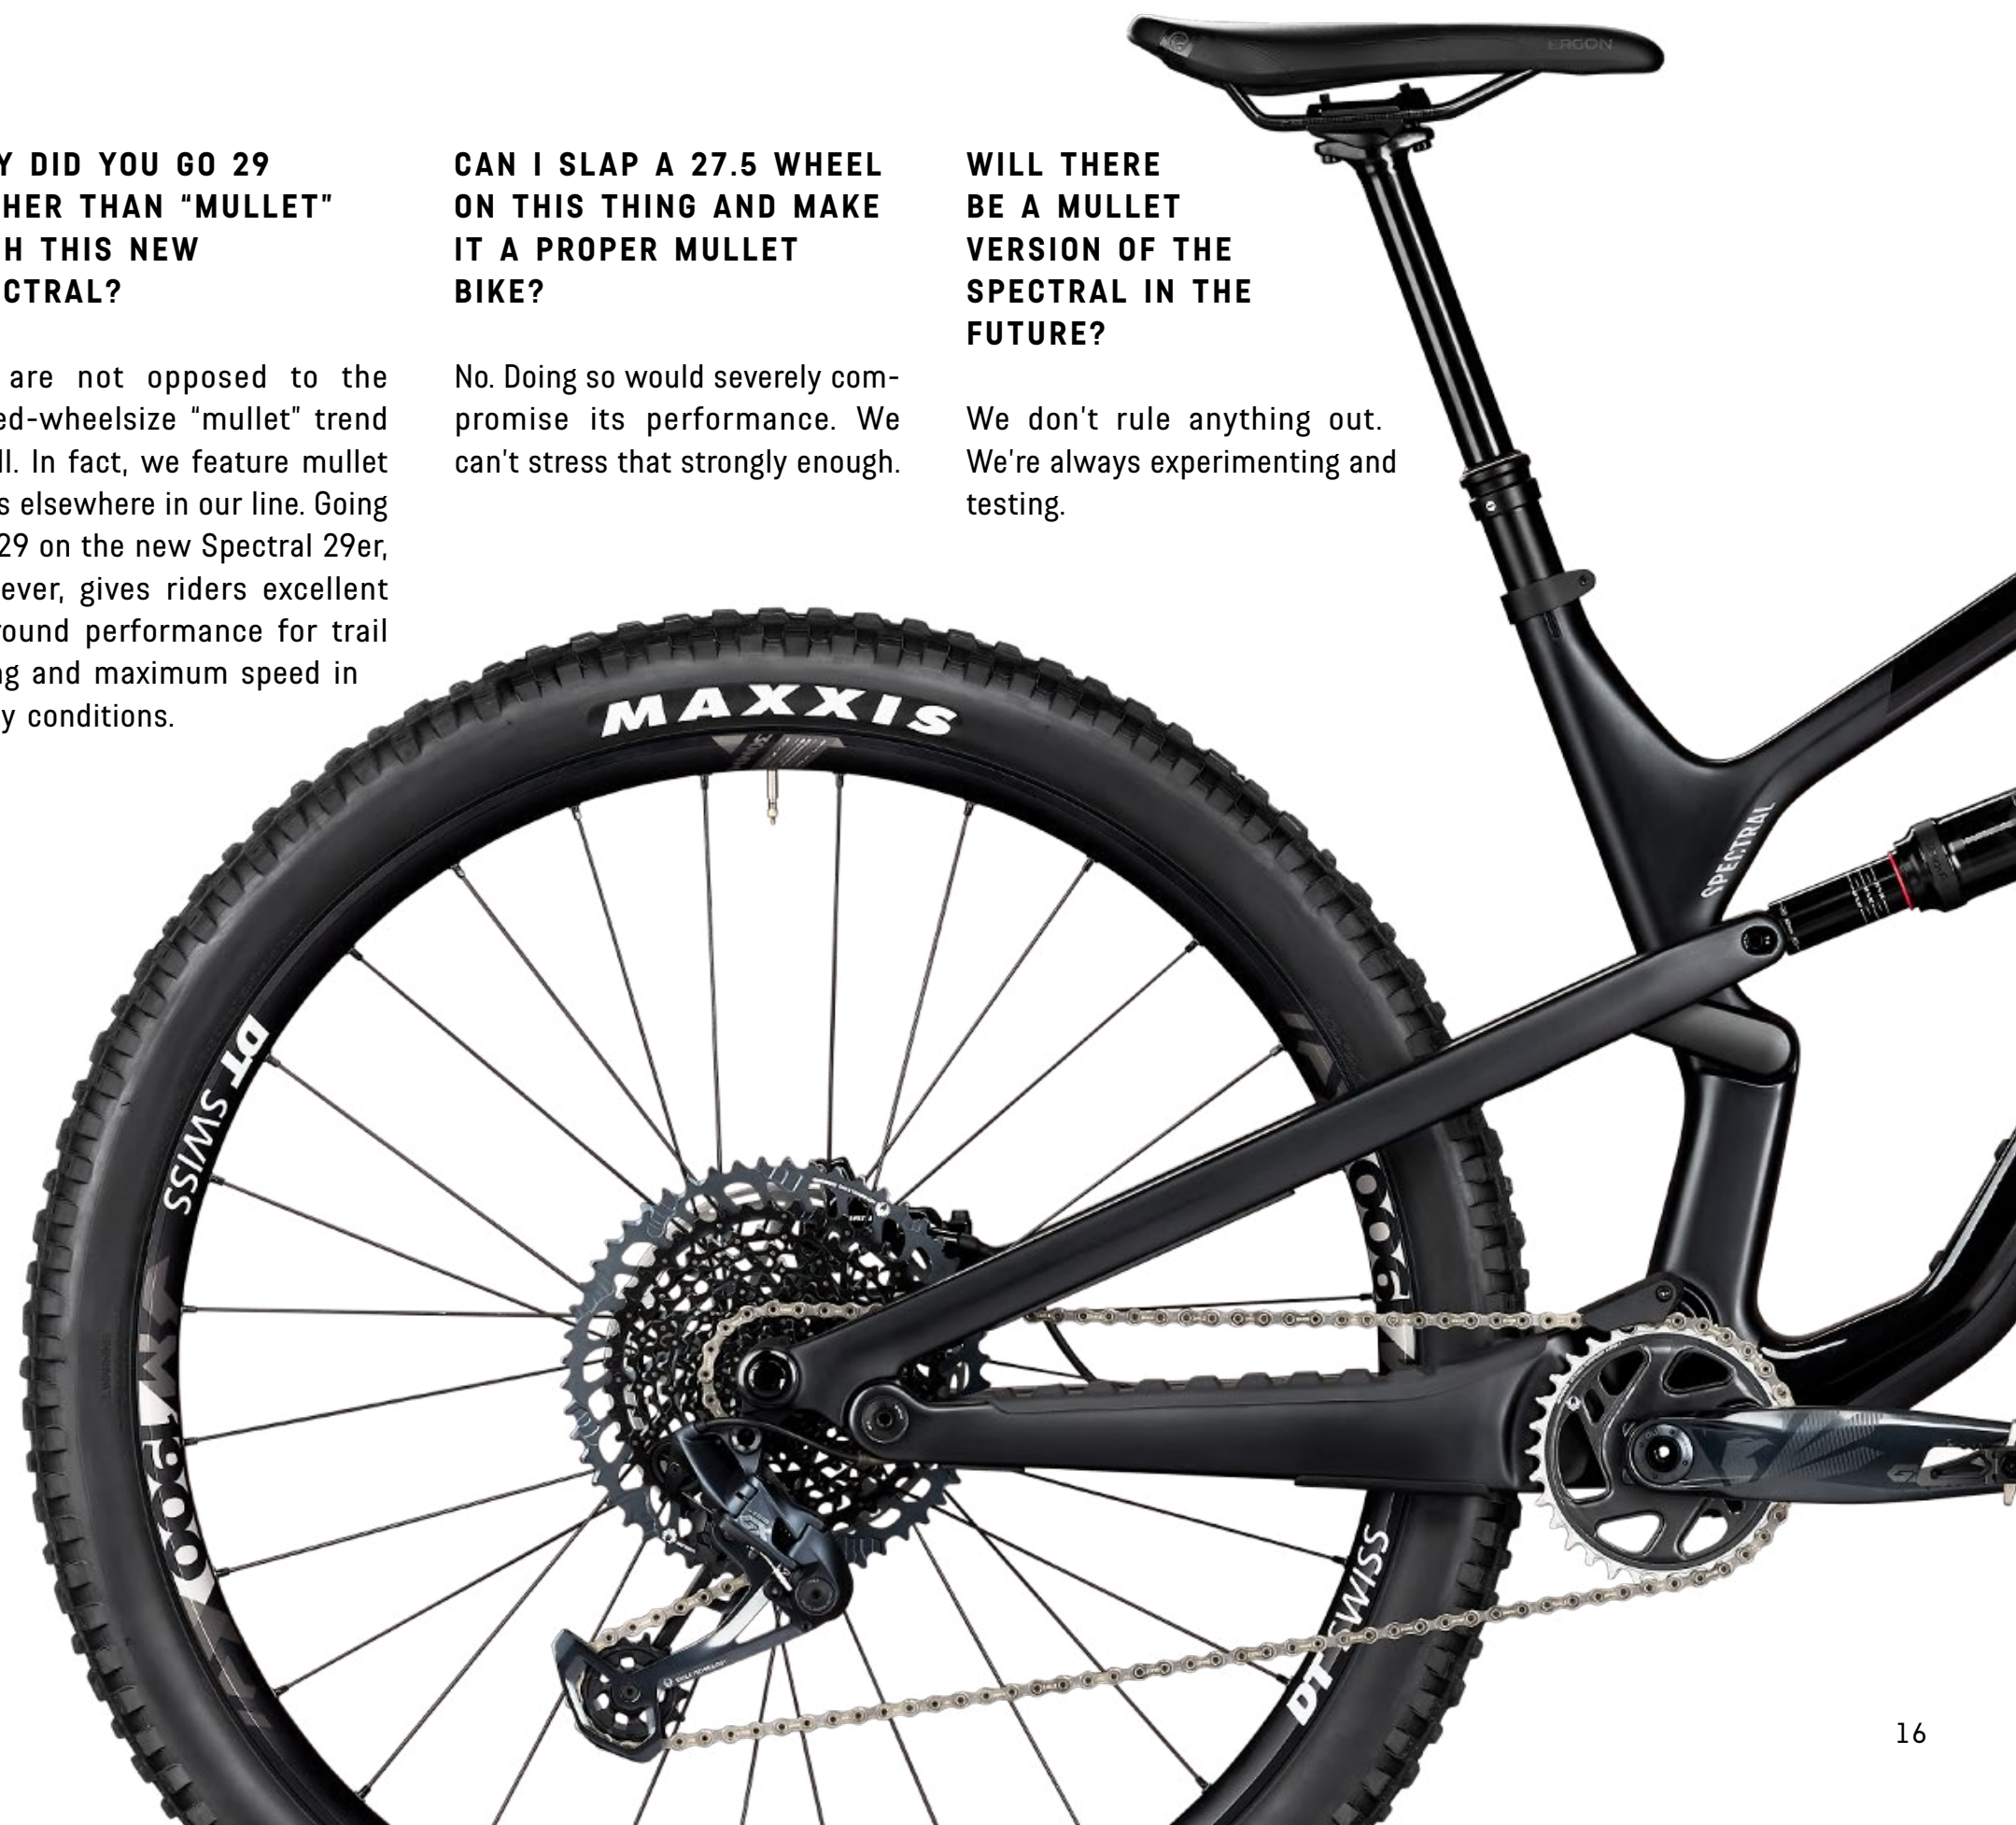 Y DID YOU GO 29
HER THAN “MULLET”
H THIS NEW
CTRAL?
are not opposed to the
ed-wheelsize “mullet” trend
ll. In fact, we feature mullet
s elsewhere in our line. Going
29 on the new Spectral 29er,
ever, gives riders excellent
round performance for trail
ng and maximum speed in
y conditions.
CAN I SLAP A 27.5 WHEEL
ON THIS THING AND MAKE
IT A PROPER MULLET
BIKE?
No. Doing so would severely com-
promise its performance. We
can't stress that strongly enough.
WILL THERE
BE A MULLET
VERSION OF THE
SPECTRAL IN THE
FUTURE?
We don't rule anything out.
We're always experimenting and
testing.
ERGON
MAXXIS
SPECTRAL
DT SWISS
M1900
1900
DT SWISS
GX
16